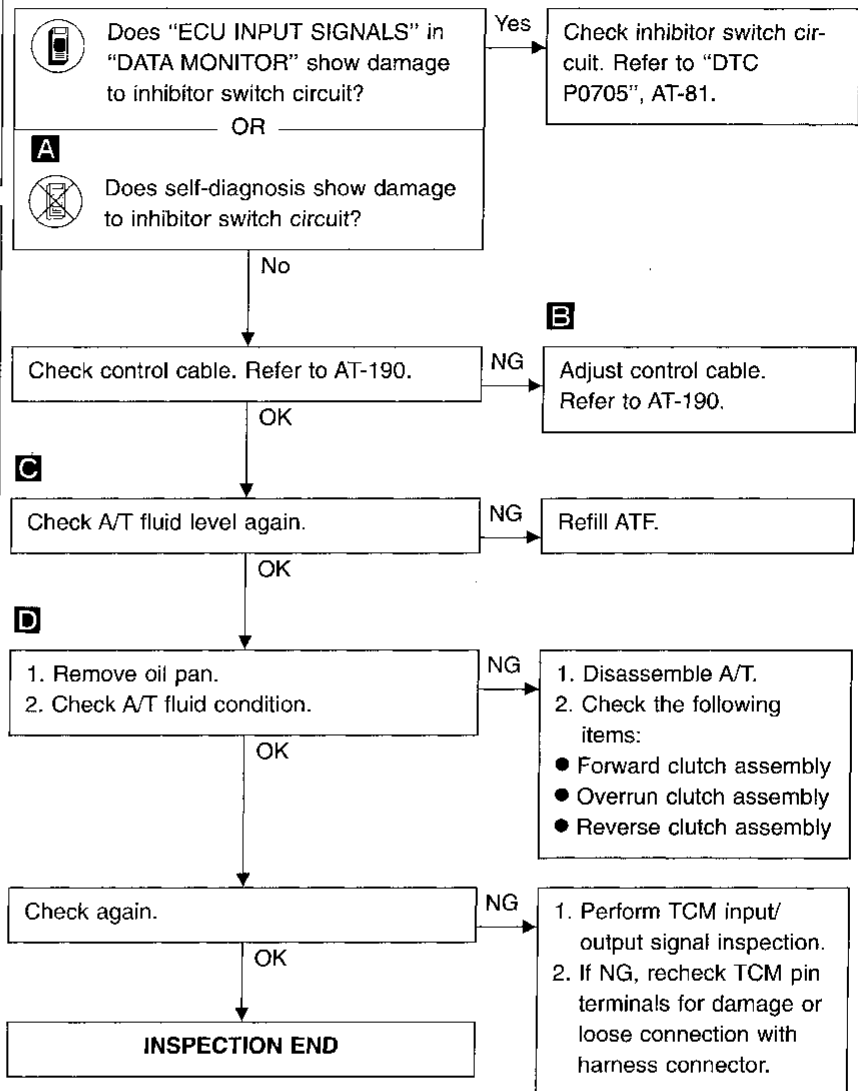 Does “ECU INPUT SIGNALS” in
“DATA MONITOR” show damage
to inhibitor switch circuit?
Yes
Check inhibitor switch cir-
cuit. Refer to “DTC
P0705”, AT-81.
OR
A
Does self-diagnosis show damage
to inhibitor switch circuit?
No
Check control cable. Refer to AT-190.
NG
B
Adjust control cable.
Refer to AT-190.
OK
C
Check A/T fluid level again.
NG
Refill ATF.
OK
D
1. Remove oil pan.
2. Check A/T fluid condition.
NG
1. Disassemble A/T.
2. Check the following
items:
● Forward clutch assembly
● Overrun clutch assembly
● Reverse clutch assembly
OK
Check again.
NG
1. Perform TCM input/
output signal inspection.
2. If NG, recheck TCM pin
terminals for damage or
loose connection with
harness connector.
OK
INSPECTION END